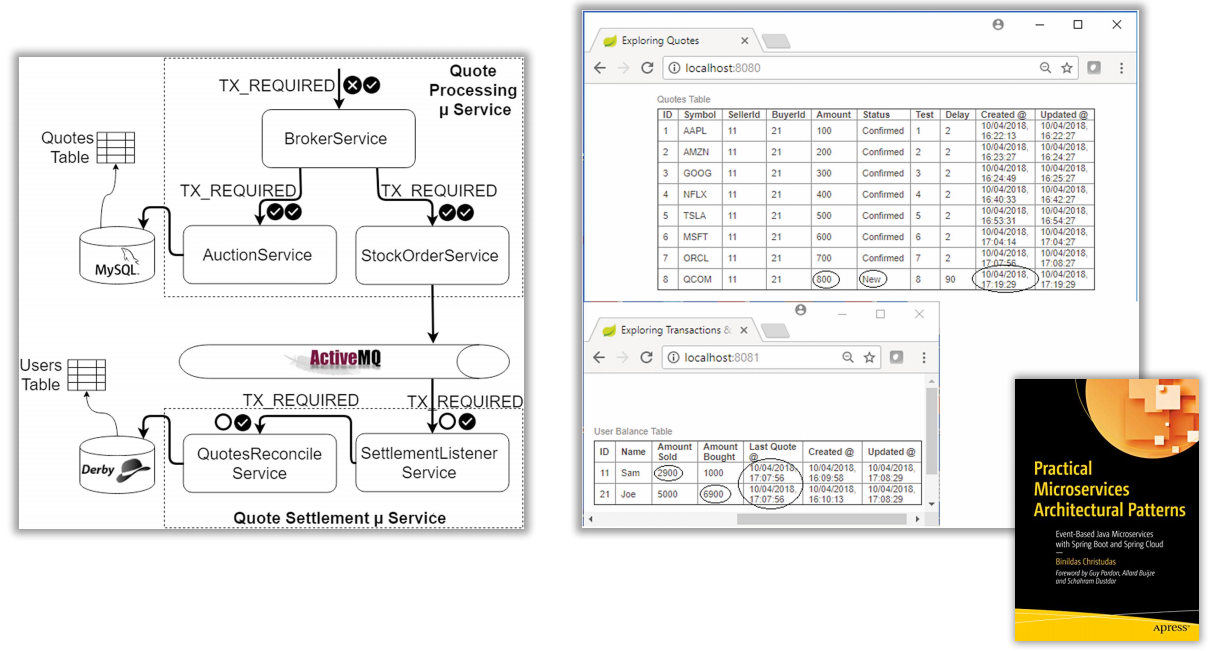 TX_REQUIRED
Quote
Processing
µ Service
BrokerService
Quotes
Table
TX_REQUIRED
TX_REQUIRED
MySQL.
AuctionService
StockOrderService
ActiveMQ
Users
Table
TX_REQUIRED
TX_REQUIRED
Derby
QuotesReconcile
Service
SettlementListener
Service
Quote Settlement µ Service
Exploring Quotes
localhost:8080
Quotes Table
ID Symbol SellerId BuyerId Amount Status Test Delay Created @ Updated @
1 AAPL 11 21 100 Confirmed 1 2 10/04/2018, 16:22:13 10/04/2018, 16:22:27
2 AMZN 11 21 200 Confirmed 2 2 10/04/2018, 16:23:27 10/04/2018, 16:24:27
3 GOOG 11 21 300 Confirmed 3 2 10/04/2018, 16:24:49 10/04/2018, 16:25:27
4 NFLX 11 21 400 Confirmed 4 2 10/04/2018, 16:40:33 10/04/2018, 16:42:27
5 TSLA 11 21 500 Confirmed 5 2 10/04/2018, 16:53:31 10/04/2018, 16:54:27
6 MSFT 11 21 600 Confirmed 6 2 10/04/2018, 17:04:14 10/04/2018, 17:04:27
7 ORCL 11 21 700 Confirmed 7 2 10/04/2018, 17:07:56 10/04/2018, 17:08:27
8 QCOM 11 21 800 New 8 90 10/04/2018, 17:19:29 10/04/2018, 17:19:29
Exploring Transactions &
localhost:8081
User Balance Table
ID Name Amount Sold Amount Bought Last Quote @ Created @ Updated @
11 Sam 2900 1000 10/04/2018, 17:07:56 10/04/2018, 16:09:58 10/04/2018, 17:08:29
21 Joe 5000 6900 10/04/2018, 17:07:56 10/04/2018, 16:10:13 10/04/2018, 17:08:29
Practical
Microservices
Architectural Patterns
Event-Based Java Microservices
with Spring Boot and Spring Cloud
—
Binildas Christudas
Foreword by Guy Pardon, Allard Buijze
and Schahram Dustdar
Apress®